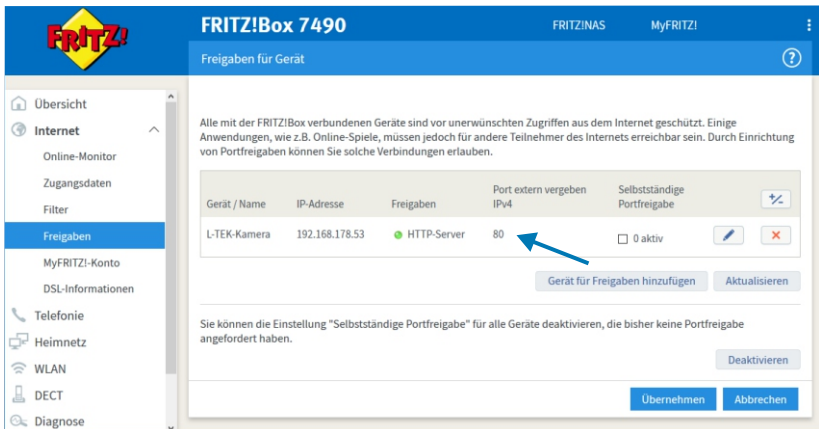 FRITZ!
FRITZ!Box 7490
FRITZ!NAS
MyFRITZ!
Freigaben für Gerät
?
Übersicht
Internet
Online-Monitor
Zugangsdaten
Filter
Freigaben
MyFRITZ!-Konto
DSL-Informationen
Telefonie
Heimnetz
WLAN
DECT
Diagnose
Alle mit der FRITZ!Box verbundenen Geräte sind vor unerwünschten Zugriffen aus dem Internet geschützt. Einige
Anwendungen, wie z.B. Online-Spiele, müssen jedoch für andere Teilnehmer des Internets erreichbar sein. Durch Einrichtung
von Portfreigaben können Sie solche Verbindungen erlauben.
Gerät / Name IP-Adresse Freigaben Port extern vergeben IPv4 Selbstständige Portfreigabe
L-TEK-Kamera 192.168.178.53 HTTP-Server 80 0 aktiv
Gerät für Freigaben hinzufügen Aktualisieren
Sie können die Einstellung "Selbstständige Portfreigabe" für alle Geräte deaktivieren, die bisher keine Portfreigabe
angefordert haben.
Deaktivieren
Übernehmen Abbrechen